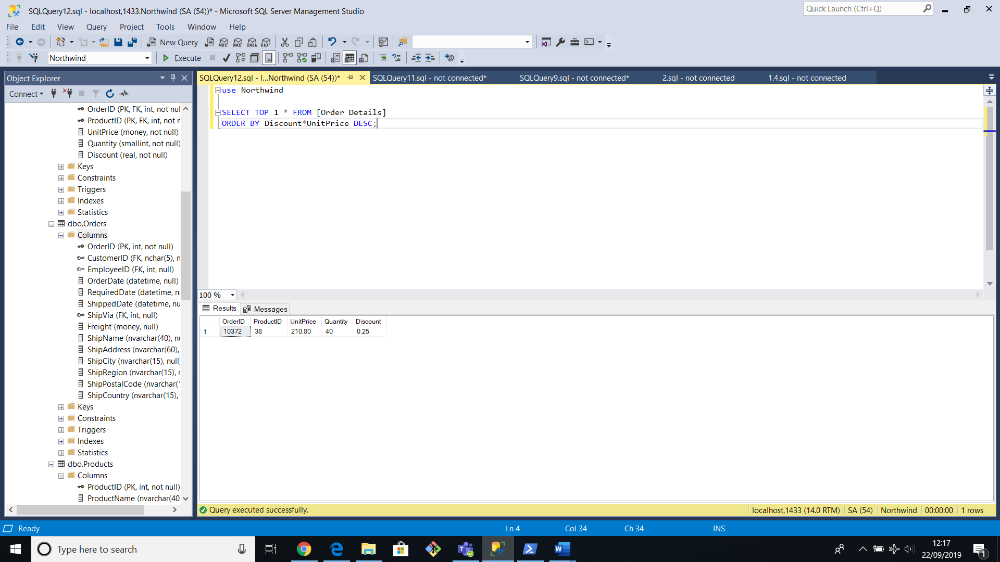 SQLQuery12.sql - localhost,1433.Northwind (SA (54))* - Microsoft SQL Server Management Studio
Quick Launch (Ctrl+Q)
File Edit View Query Project Tools Window Help
New Query MDX DMX XMLA DAX
Northwind Execute
Object Explorer
SQLQuery12.sql - l...Northwind (SA (54))* SQLQuery11.sql - not connected* SQLQuery9.sql - not connected* 2.sql - not connected 1.4.sql - not connected
Connect
OrderID (PK, FK, int, not nul
ProductID (PK, FK, int, not r
UnitPrice (money, not null)
Quantity (smallint, not null)
Discount (real, not null)
Keys
Constraints
Triggers
Indexes
Statistics
dbo.Orders
Columns
OrderID (PK, int, not null)
CustomerID (FK, nchar(5), n
EmployeeID (FK, int, null)
OrderDate (datetime, null)
RequiredDate (datetime, nu
ShippedDate (datetime, nu
ShipVia (FK, int, null)
Freight (money, null)
ShipName (nvarchar(40), nu
ShipAddress (nvarchar(60),
ShipCity (nvarchar(15), null)
ShipRegion (nvarchar(15), r
ShipPostalCode (nvarchar(1
ShipCountry (nvarchar(15),
Keys
Constraints
Triggers
Indexes
Statistics
dbo.Products
Columns
ProductID (PK, int, not null)
ProductName (nvarchar(40
use Northwind
SELECT TOP 1 * FROM [Order Details]
ORDER BY Discount*UnitPrice DESC;
100 %
Results Messages
OrderID ProductID UnitPrice Quantity Discount
1 10372 38 210.80 40 0.25
Query executed successfully. localhost,1433 (14.0 RTM) SA (54) Northwind 00:00:00 1 rows
Ready Ln 4 Col 34 Ch 34 INS
Type here to search
12:17
22/09/2019
1